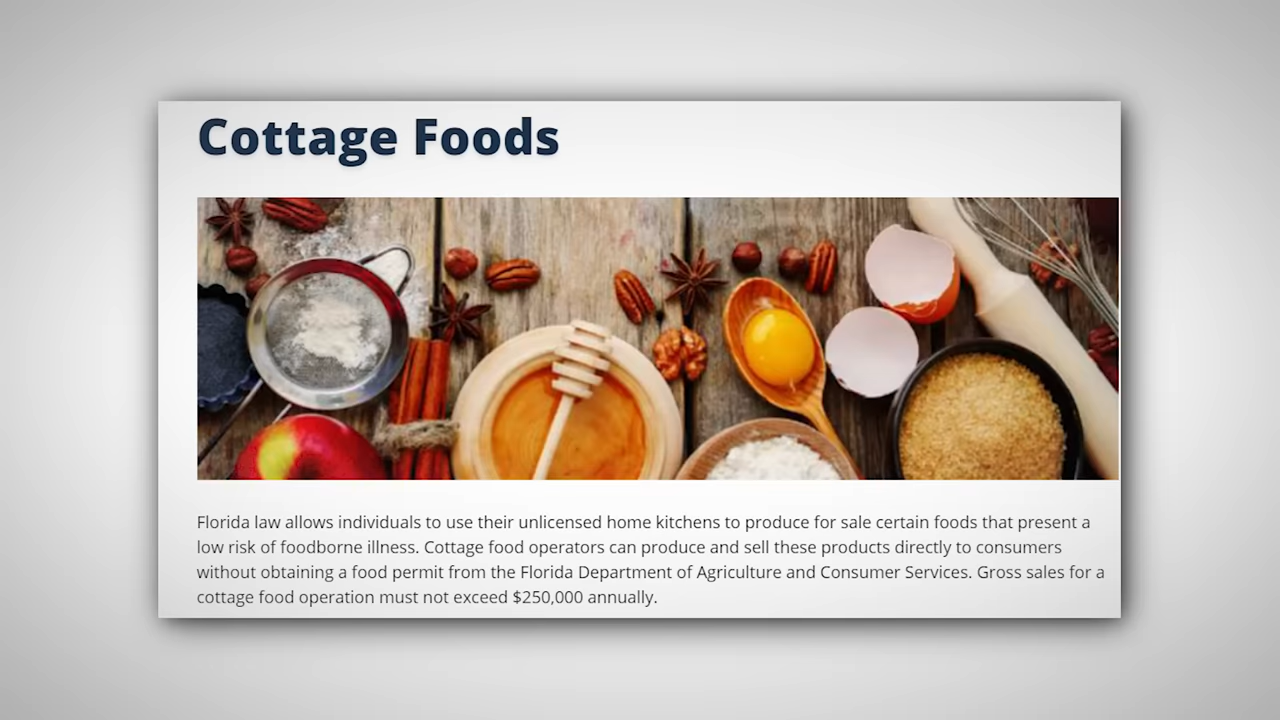 Cottage Foods
Florida law allows individuals to use their unlicensed home kitchens to produce for sale certain foods that present a
low risk of foodborne illness. Cottage food operators can produce and sell these products directly to consumers
without obtaining a food permit from the Florida Department of Agriculture and Consumer Services. Gross sales for a
cottage food operation must not exceed $250,000 annually.